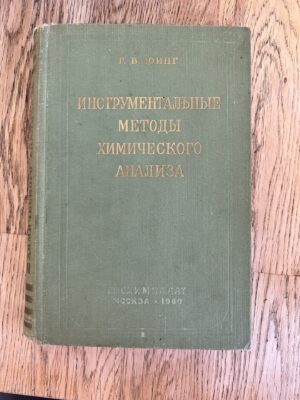 Г. В. ЮИНГ
ИНСТРУМЕНТАЛЬНЫЕ
МЕТОДЫ
ХИМИЧЕСКОГО
АНАЛИЗА
ГОСХИМИЗДАТ
МОСКВА • 1960